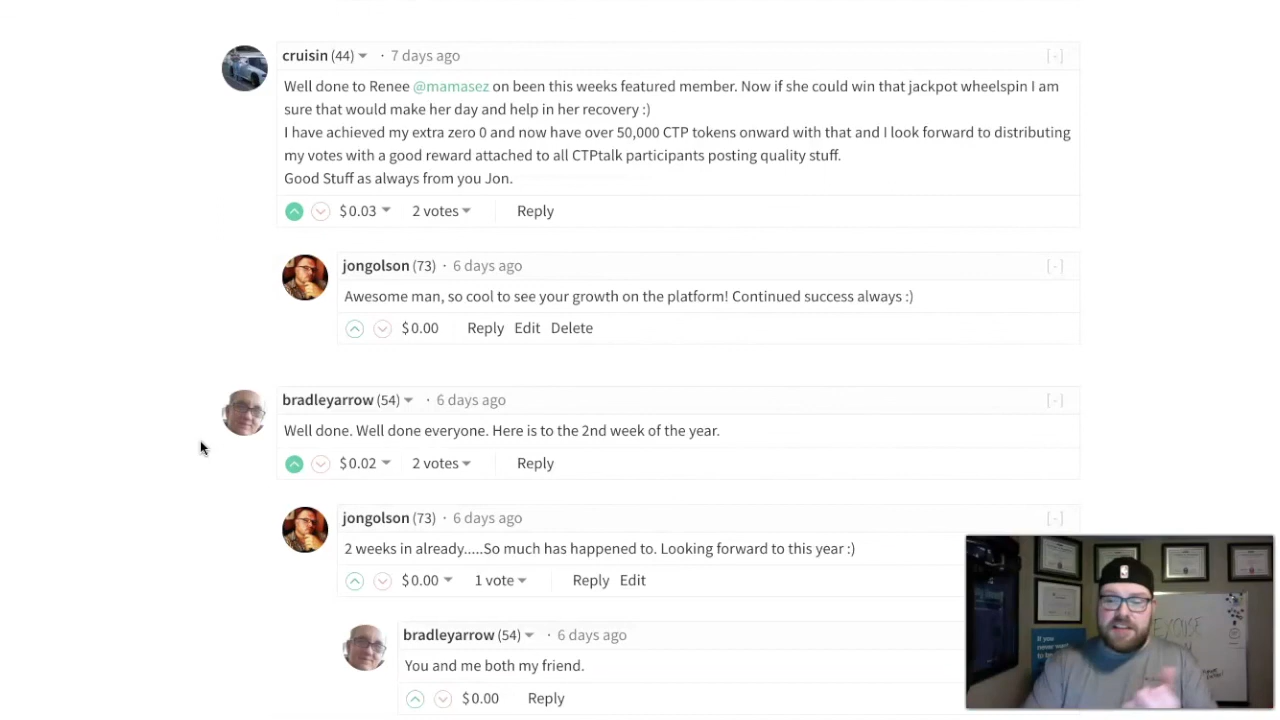 cruisin (44) · 7 days ago [-]
Well done to Renee @mamasez on been this weeks featured member. Now if she could win that jackpot wheelspin I am
sure that would make her day and help in her recovery :)
I have achieved my extra zero 0 and now have over 50,000 CTP tokens onward with that and I look forward to distributing
my votes with a good reward attached to all CTPtalk participants posting quality stuff.
Good Stuff as always from you Jon.
$0.03 2 votes Reply
jongolson (73) · 6 days ago [-]
Awesome man, so cool to see your growth on the platform! Continued success always :)
$0.00 Reply Edit Delete
bradleyarrow (54) · 6 days ago [-]
Well done. Well done everyone. Here is to the 2nd week of the year.
$0.02 2 votes Reply
jongolson (73) · 6 days ago [-]
2 weeks in already.....So much has happened to. Looking forward to this year :)
$0.00 1 vote Reply Edit
bradleyarrow (54) · 6 days ago
You and me both my friend.
$0.00 Reply
If you